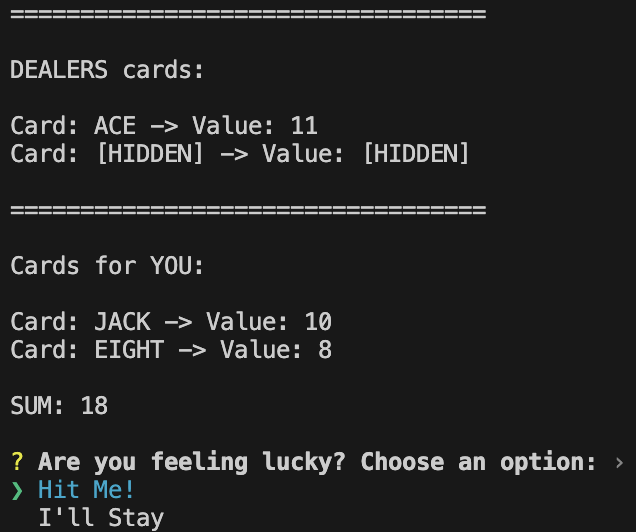 ==================================
DEALERS cards:
Card: ACE -> Value: 11
Card: [HIDDEN] -> Value: [HIDDEN]
==================================
Cards for YOU:
Card: JACK -> Value: 10
Card: EIGHT -> Value: 8
SUM: 18
? Are you feeling lucky? Choose an option: ›
❯ Hit Me!
I'll Stay